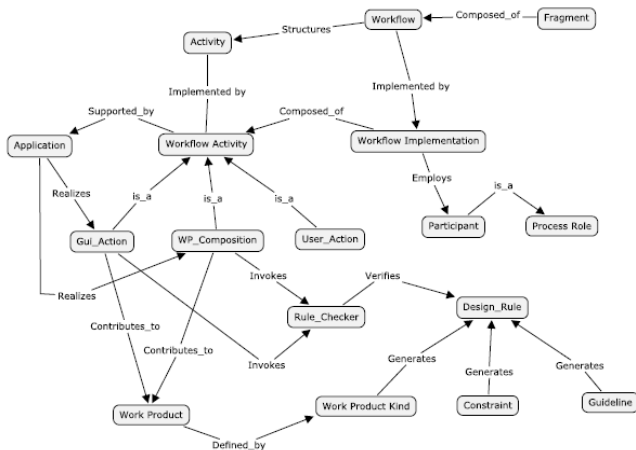 Workflow
Composed_of
Fragment
Structures
Activity
Implemented by
Implemented by
Supported_by
Composed_of
Application
Workflow Activity
Workflow Implementation
Realizes
is_a
is_a
is_a
Employs
is_a
Participant
Process Role
Gui_Action
WP_Composition
User_Action
Invokes
Verifies
Realizes
Rule_Checker
Design_Rule
Contributes_to
Contributes_to
Invokes
Generates
Generates
Generates
Work Product
Work Product Kind
Constraint
Guideline
Defined_by